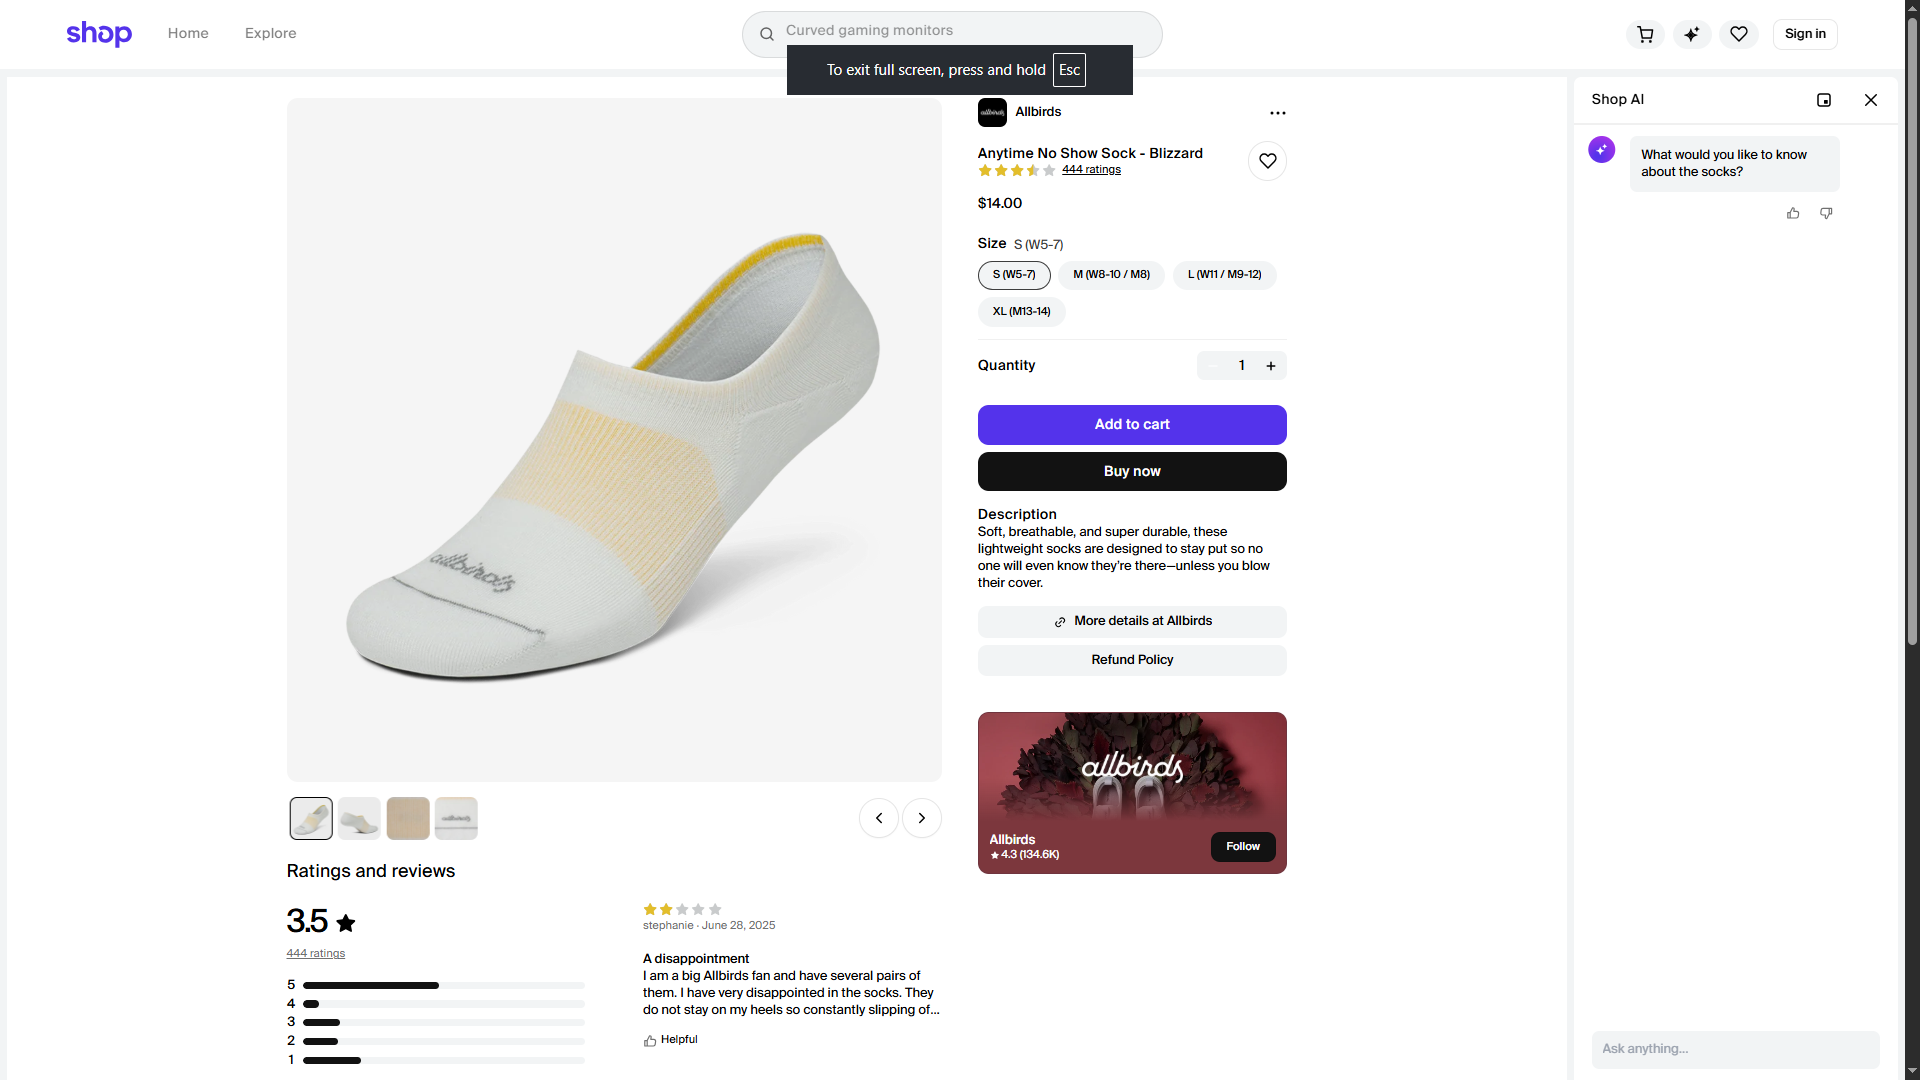 shop
Home
Explore
Curved gaming monitors
To exit full screen, press and hold Esc
Sign in
allbirds
Allbirds
Anytime No Show Sock - Blizzard
444 ratings
$14.00
Size S (W5-7)
S (W5-7)
M (W8-10 / M8)
L (W11 / M9-12)
XL (M13-14)
Quantity
1
Add to cart
Buy now
Description
Soft, breathable, and super durable, these
lightweight socks are designed to stay put so no
one will even know they're there—unless you blow
their cover.
More details at Allbirds
Refund Policy
allbirds
Allbirds
4.3 (134.6K)
Follow
allbirds
allbirds
Ratings and reviews
3.5
444 ratings
5
4
3
2
1
stephanie · June 28, 2025
A disappointment
I am a big Allbirds fan and have several pairs of
them. I have very disappointed in the socks. They
do not stay on my heels so constantly slipping of...
Helpful
Shop AI
What would you like to know
about the socks?
Ask anything...